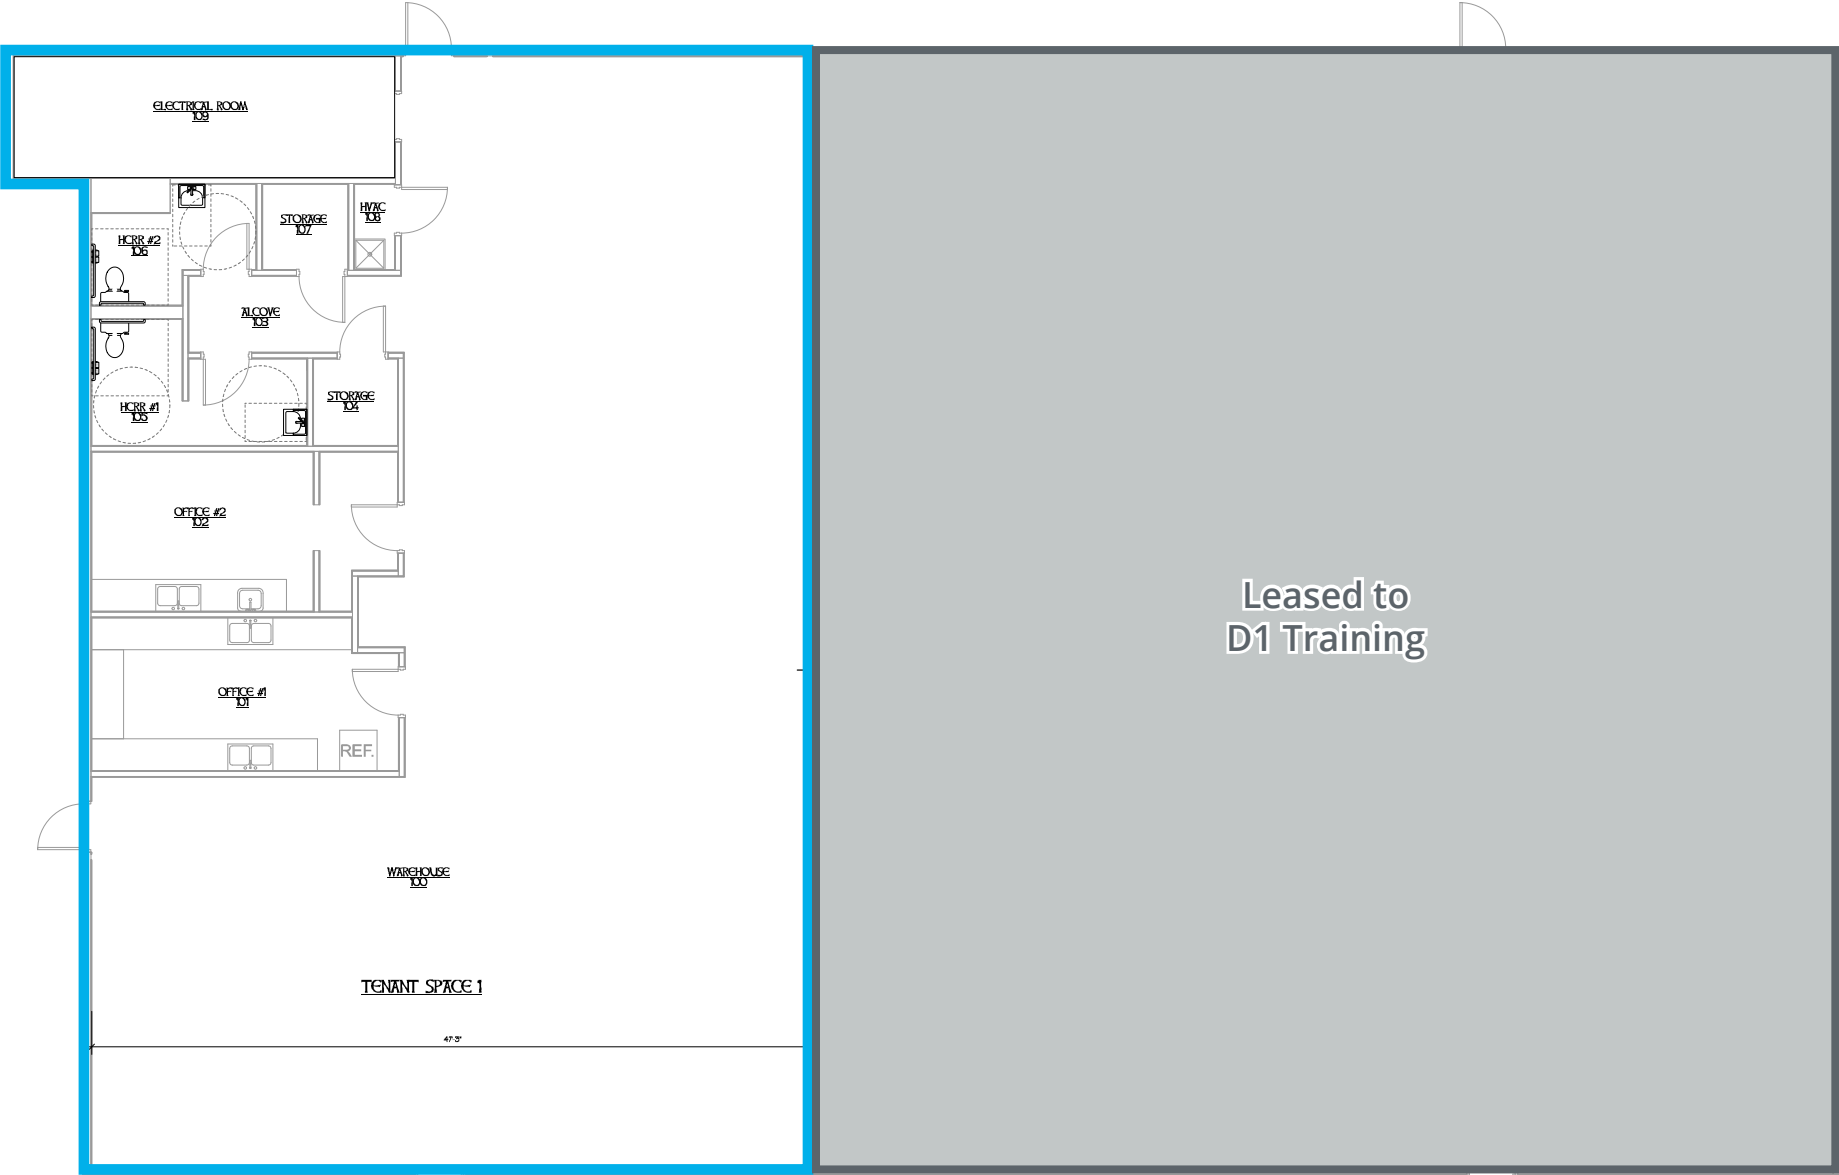 ELECTRICAL ROOM
109
HCRR #2
106
STORAGE
107
HVAC
108
ALCOVE
103
HCRR #1
105
STORAGE
104
OFFICE #2
102
OFFICE #1
101
REF.
WAREHOUSE
100
TENANT SPACE 1
47'-3"
Leased to
D1 Training